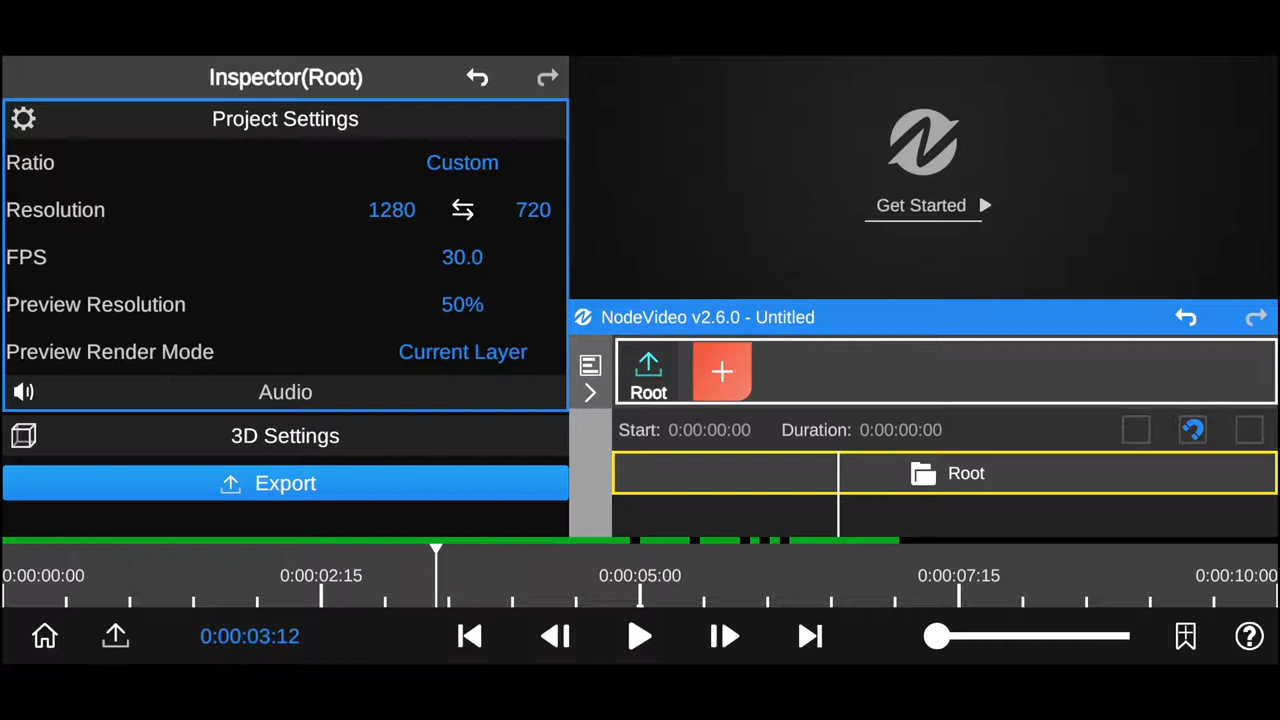 Inspector(Root)
Project Settings
Ratio Custom
Resolution 1280 720
FPS 30.0
Preview Resolution 50%
Preview Render Mode Current Layer
Audio
3D Settings
Export
Get Started
NodeVideo v2.6.0 - Untitled
Root
Start: 0:00:00:00 Duration: 0:00:00:00
Root
0:00:00:00 0:00:02:15 0:00:05:00 0:00:07:15 0:00:10:00
0:00:03:12